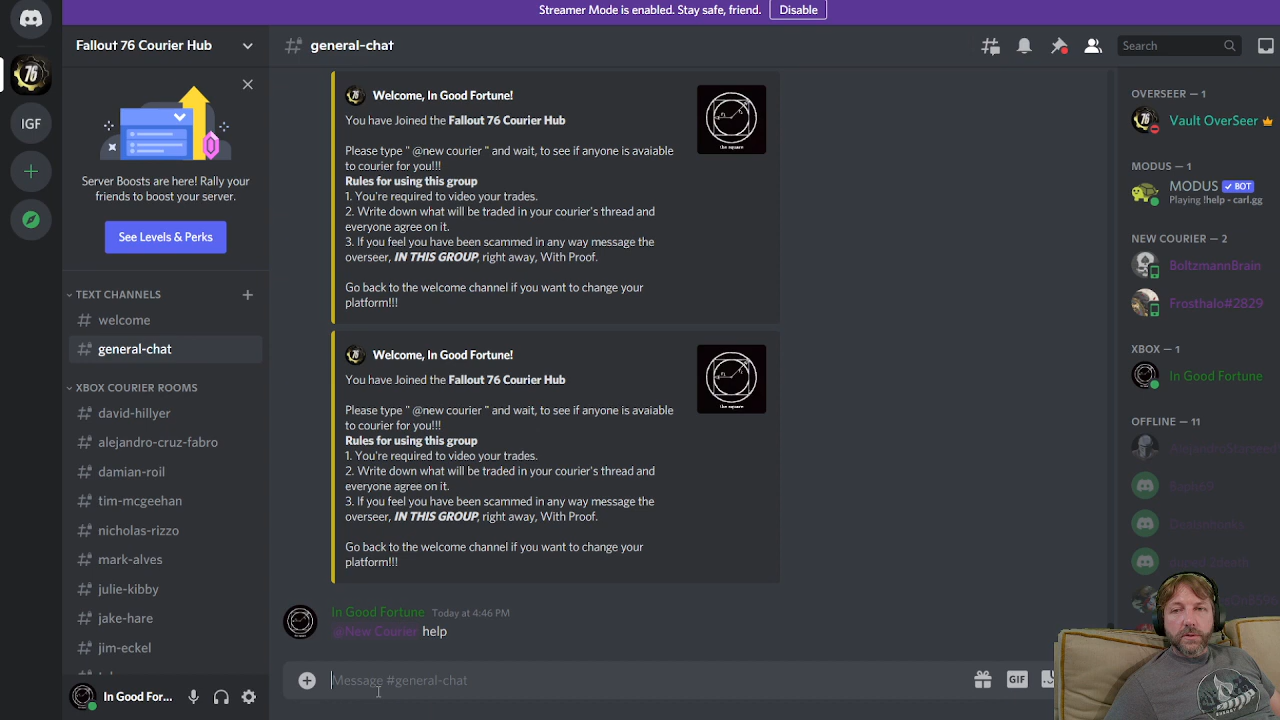 Streamer Mode is enabled. Stay safe, friend. Disable
Fallout 76 Courier Hub
general-chat
Search
76
IGF
Server Boosts are here! Rally your
friends to boost your server.
See Levels & Perks
TEXT CHANNELS
welcome
general-chat
XBOX COURIER ROOMS
david-hillyer
alejandro-cruz-fabro
damian-roil
tim-mcgeehan
nicholas-rizzo
mark-alves
julie-kibby
jake-hare
jim-eckel
In Good For...
Welcome, In Good Fortune!
You have Joined the Fallout 76 Courier Hub
Please type " @new courier " and wait, to see if anyone is avaiable
to courier for you!!!
Rules for using this group
1. You're required to video your trades.
2. Write down what will be traded in your courier's thread and
everyone agree on it.
3. If you feel you have been scammed in any way message the
overseer, IN THIS GROUP, right away, With Proof.
Go back to the welcome channel if you want to change your
platform!!!
the square
Welcome, In Good Fortune!
You have Joined the Fallout 76 Courier Hub
Please type " @new courier " and wait, to see if anyone is avaiable
to courier for you!!!
Rules for using this group
1. You're required to video your trades.
2. Write down what will be traded in your courier's thread and
everyone agree on it.
3. If you feel you have been scammed in any way message the
overseer, IN THIS GROUP, right away, With Proof.
Go back to the welcome channel if you want to change your
platform!!!
the square
In Good Fortune Today at 4:46 PM
@New Courier help
Message #general-chat
GIF
OVERSEER — 1
Vault OverSeer
MODUS — 1
MODUS BOT
Playing !help - carl.gg
NEW COURIER — 2
BoltzmannBrain
Frosthalo#2829
XBOX — 1
In Good Fortune
OFFLINE — 11